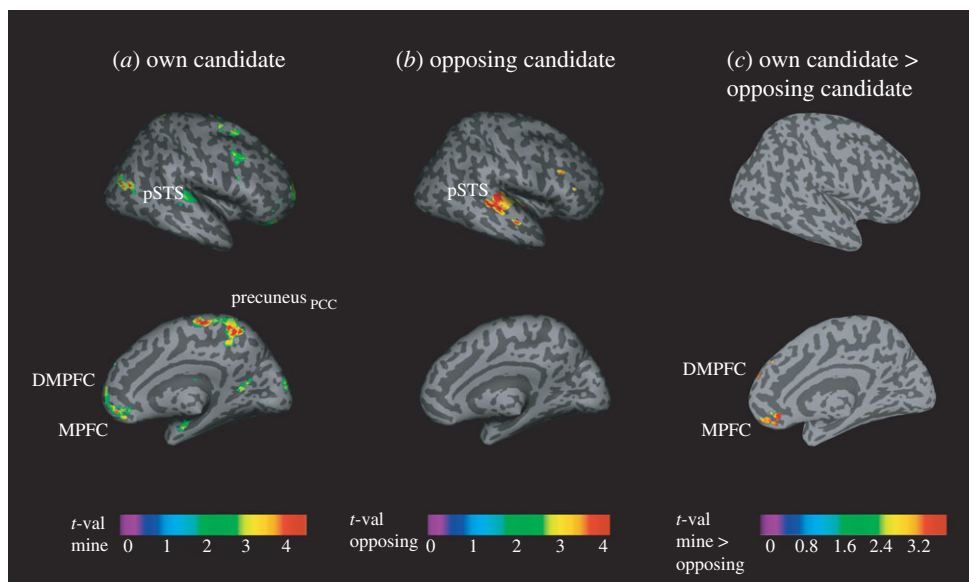 (a) own candidate
(b) opposing candidate
(c) own candidate >
opposing candidate
pSTS
pSTS
precuneus PCC
DMPFC
MPFC
DMPFC
MPFC
t-val
mine
0 1 2 3 4
t-val
opposing
0 1 2 3 4
t-val
mine >
opposing
0 0.8 1.6 2.4 3.2